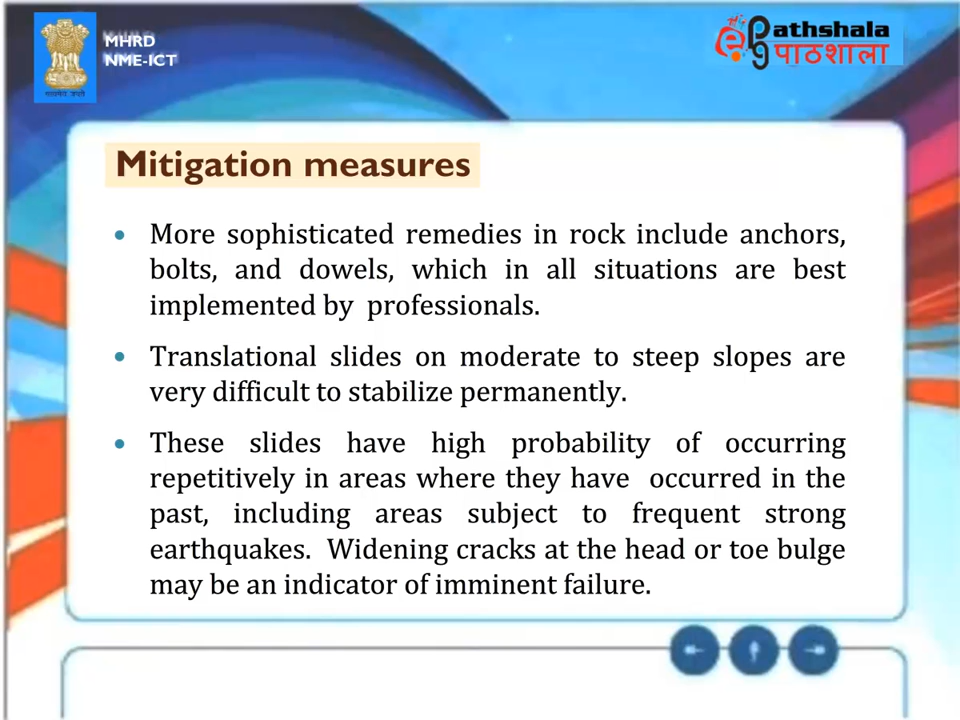 MHRD
NME-ICT
epg athshala
पाठशाला
Mitigation measures
• More sophisticated remedies in rock include anchors,
bolts, and dowels, which in all situations are best
implemented by professionals.
• Translational slides on moderate to steep slopes are
very difficult to stabilize permanently.
• These slides have high probability of occurring
repetitively in areas where they have occurred in the
past, including areas subject to frequent strong
earthquakes. Widening cracks at the head or toe bulge
may be an indicator of imminent failure.